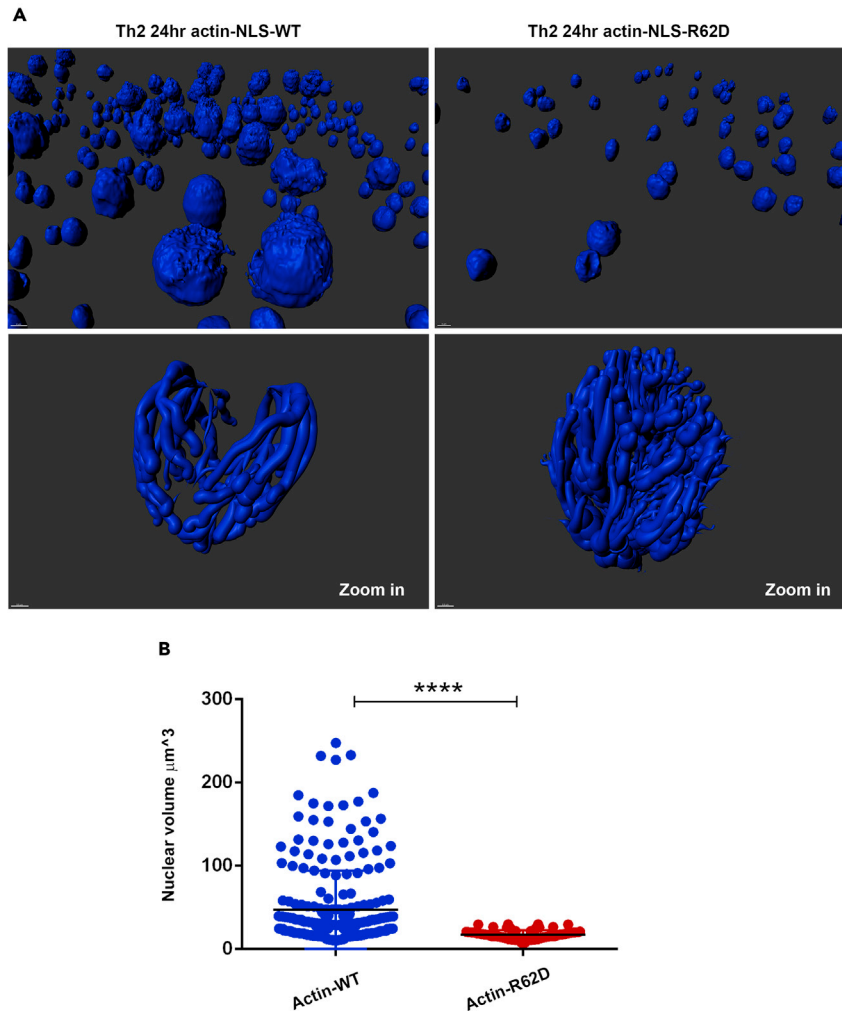 A
Th2 24hr actin-NLS-WT
Th2 24hr actin-NLS-R62D
Zoom in
Zoom in
B
****
Nuclear volume μm^3
300
200
100
0
Actin-WT
Actin-R62D